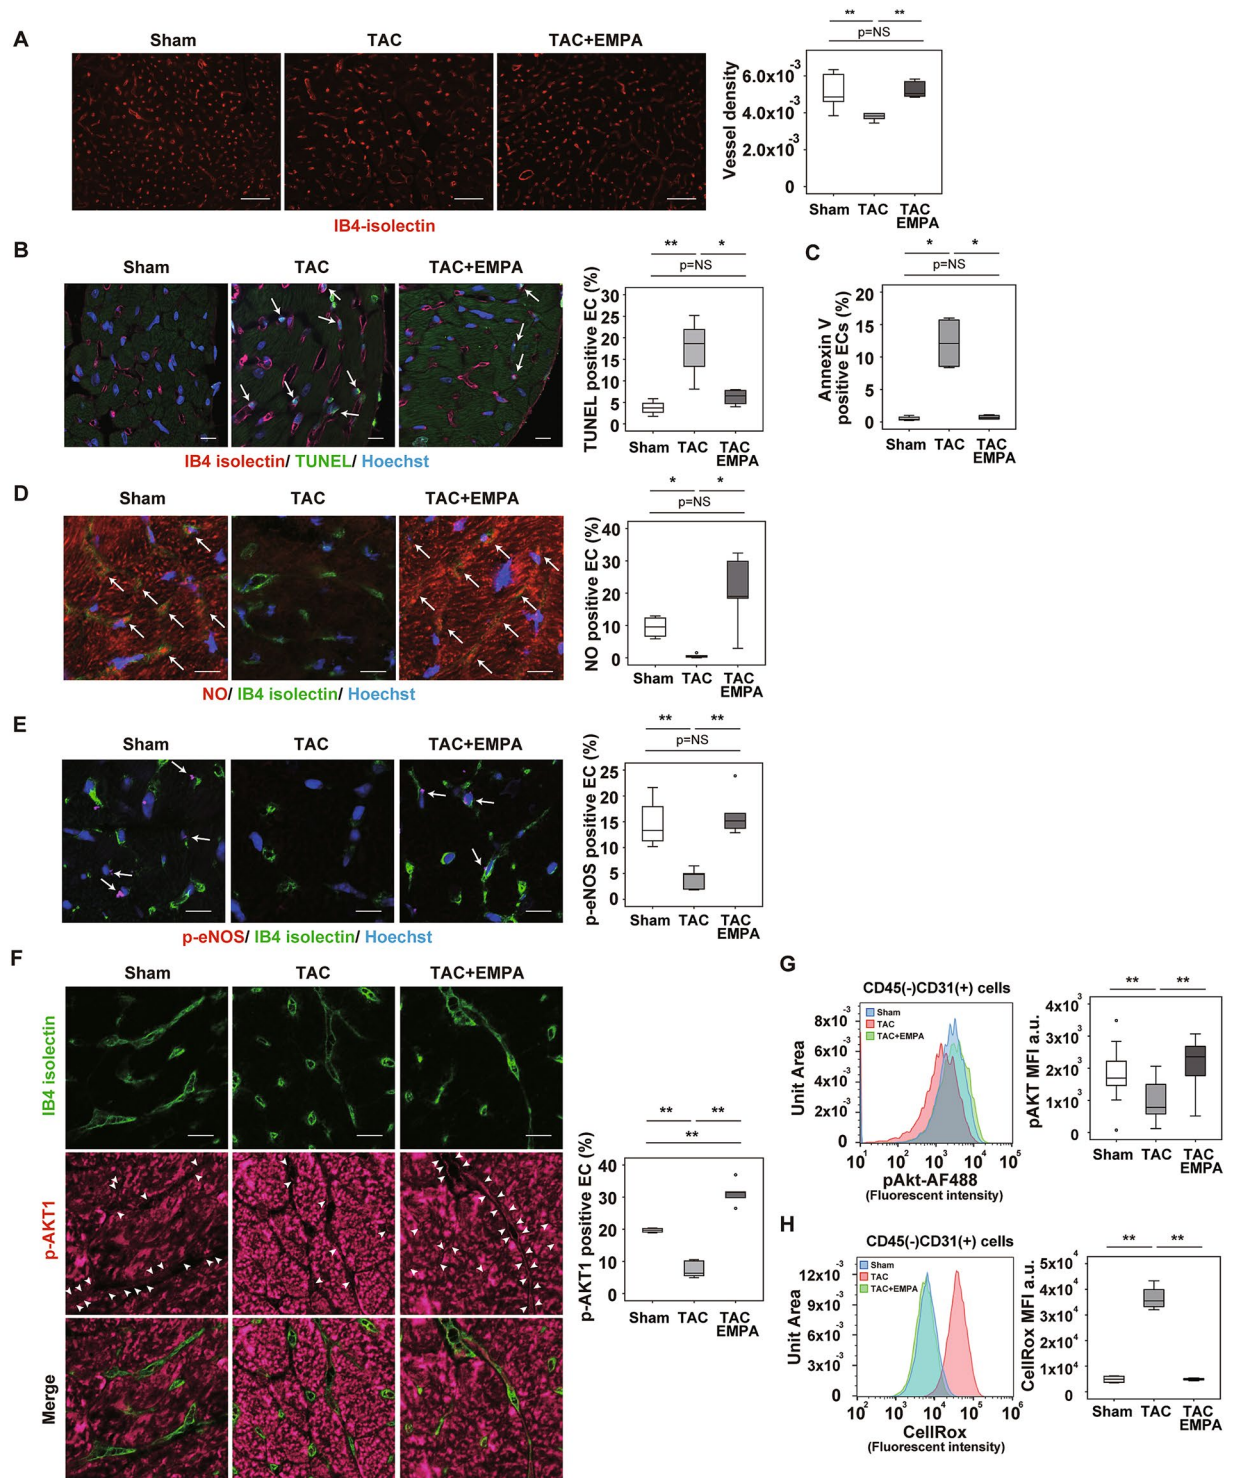 A
Sham
TAC
TAC+EMPA
IB4-isolectin
** **
p=NS
Vessel density
6.0x10-3
4.0x10-3
2.0x10-3
0
Sham TAC TAC
EMPA
B
Sham
TAC
TAC+EMPA
IB4 isolectin/ TUNEL/ Hoechst
** *
p=NS
TUNEL positive EC (%)
30
25
20
15
10
5
0
Sham TAC TAC
EMPA
C
* *
p=NS
Annexin V
positive ECs (%)
20
15
10
5
0
Sham TAC TAC
EMPA
D
Sham
TAC
TAC+EMPA
NO/ IB4 isolectin/ Hoechst
* *
p=NS
NO positive EC (%)
40
30
20
10
0
Sham TAC TAC
EMPA
E
Sham
TAC
TAC+EMPA
p-eNOS/ IB4 isolectin/ Hoechst
** **
p=NS
p-eNOS positive EC (%)
25
20
15
10
5
0
Sham TAC TAC
EMPA
F
Sham
TAC
TAC+EMPA
IB4 isolectin
p-AKT1
Merge
** **
**
p-AKT1 positive EC (%)
40
30
20
10
0
Sham TAC TAC
EMPA
G
CD45(-)CD31(+) cells
Sham
TAC
TAC+EMPA
Unit Area
8x10-3
6x10-3
4x10-3
2x10-3
0
101 102 103 104 105
pAkt-AF488
(Fluorescent intensity)
** **
pAKT MFI a.u.
4x103
3x103
2x103
1x103
0
Sham TAC TAC
EMPA
H
CD45(-)CD31(+) cells
Sham
TAC
TAC+EMPA
Unit Area
12x10-3
9x10-3
6x10-3
3x10-3
0
102 103 104 105 106
CellRox
(Fluorescent intensity)
** **
CellRox MFI a.u.
5x104
4x104
3x104
2x104
1x104
0
Sham TAC TAC
EMPA